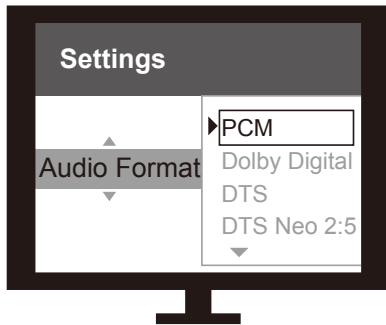 Settings
Audio Format
PCM
Dolby Digital
DTS
DTS Neo 2:5